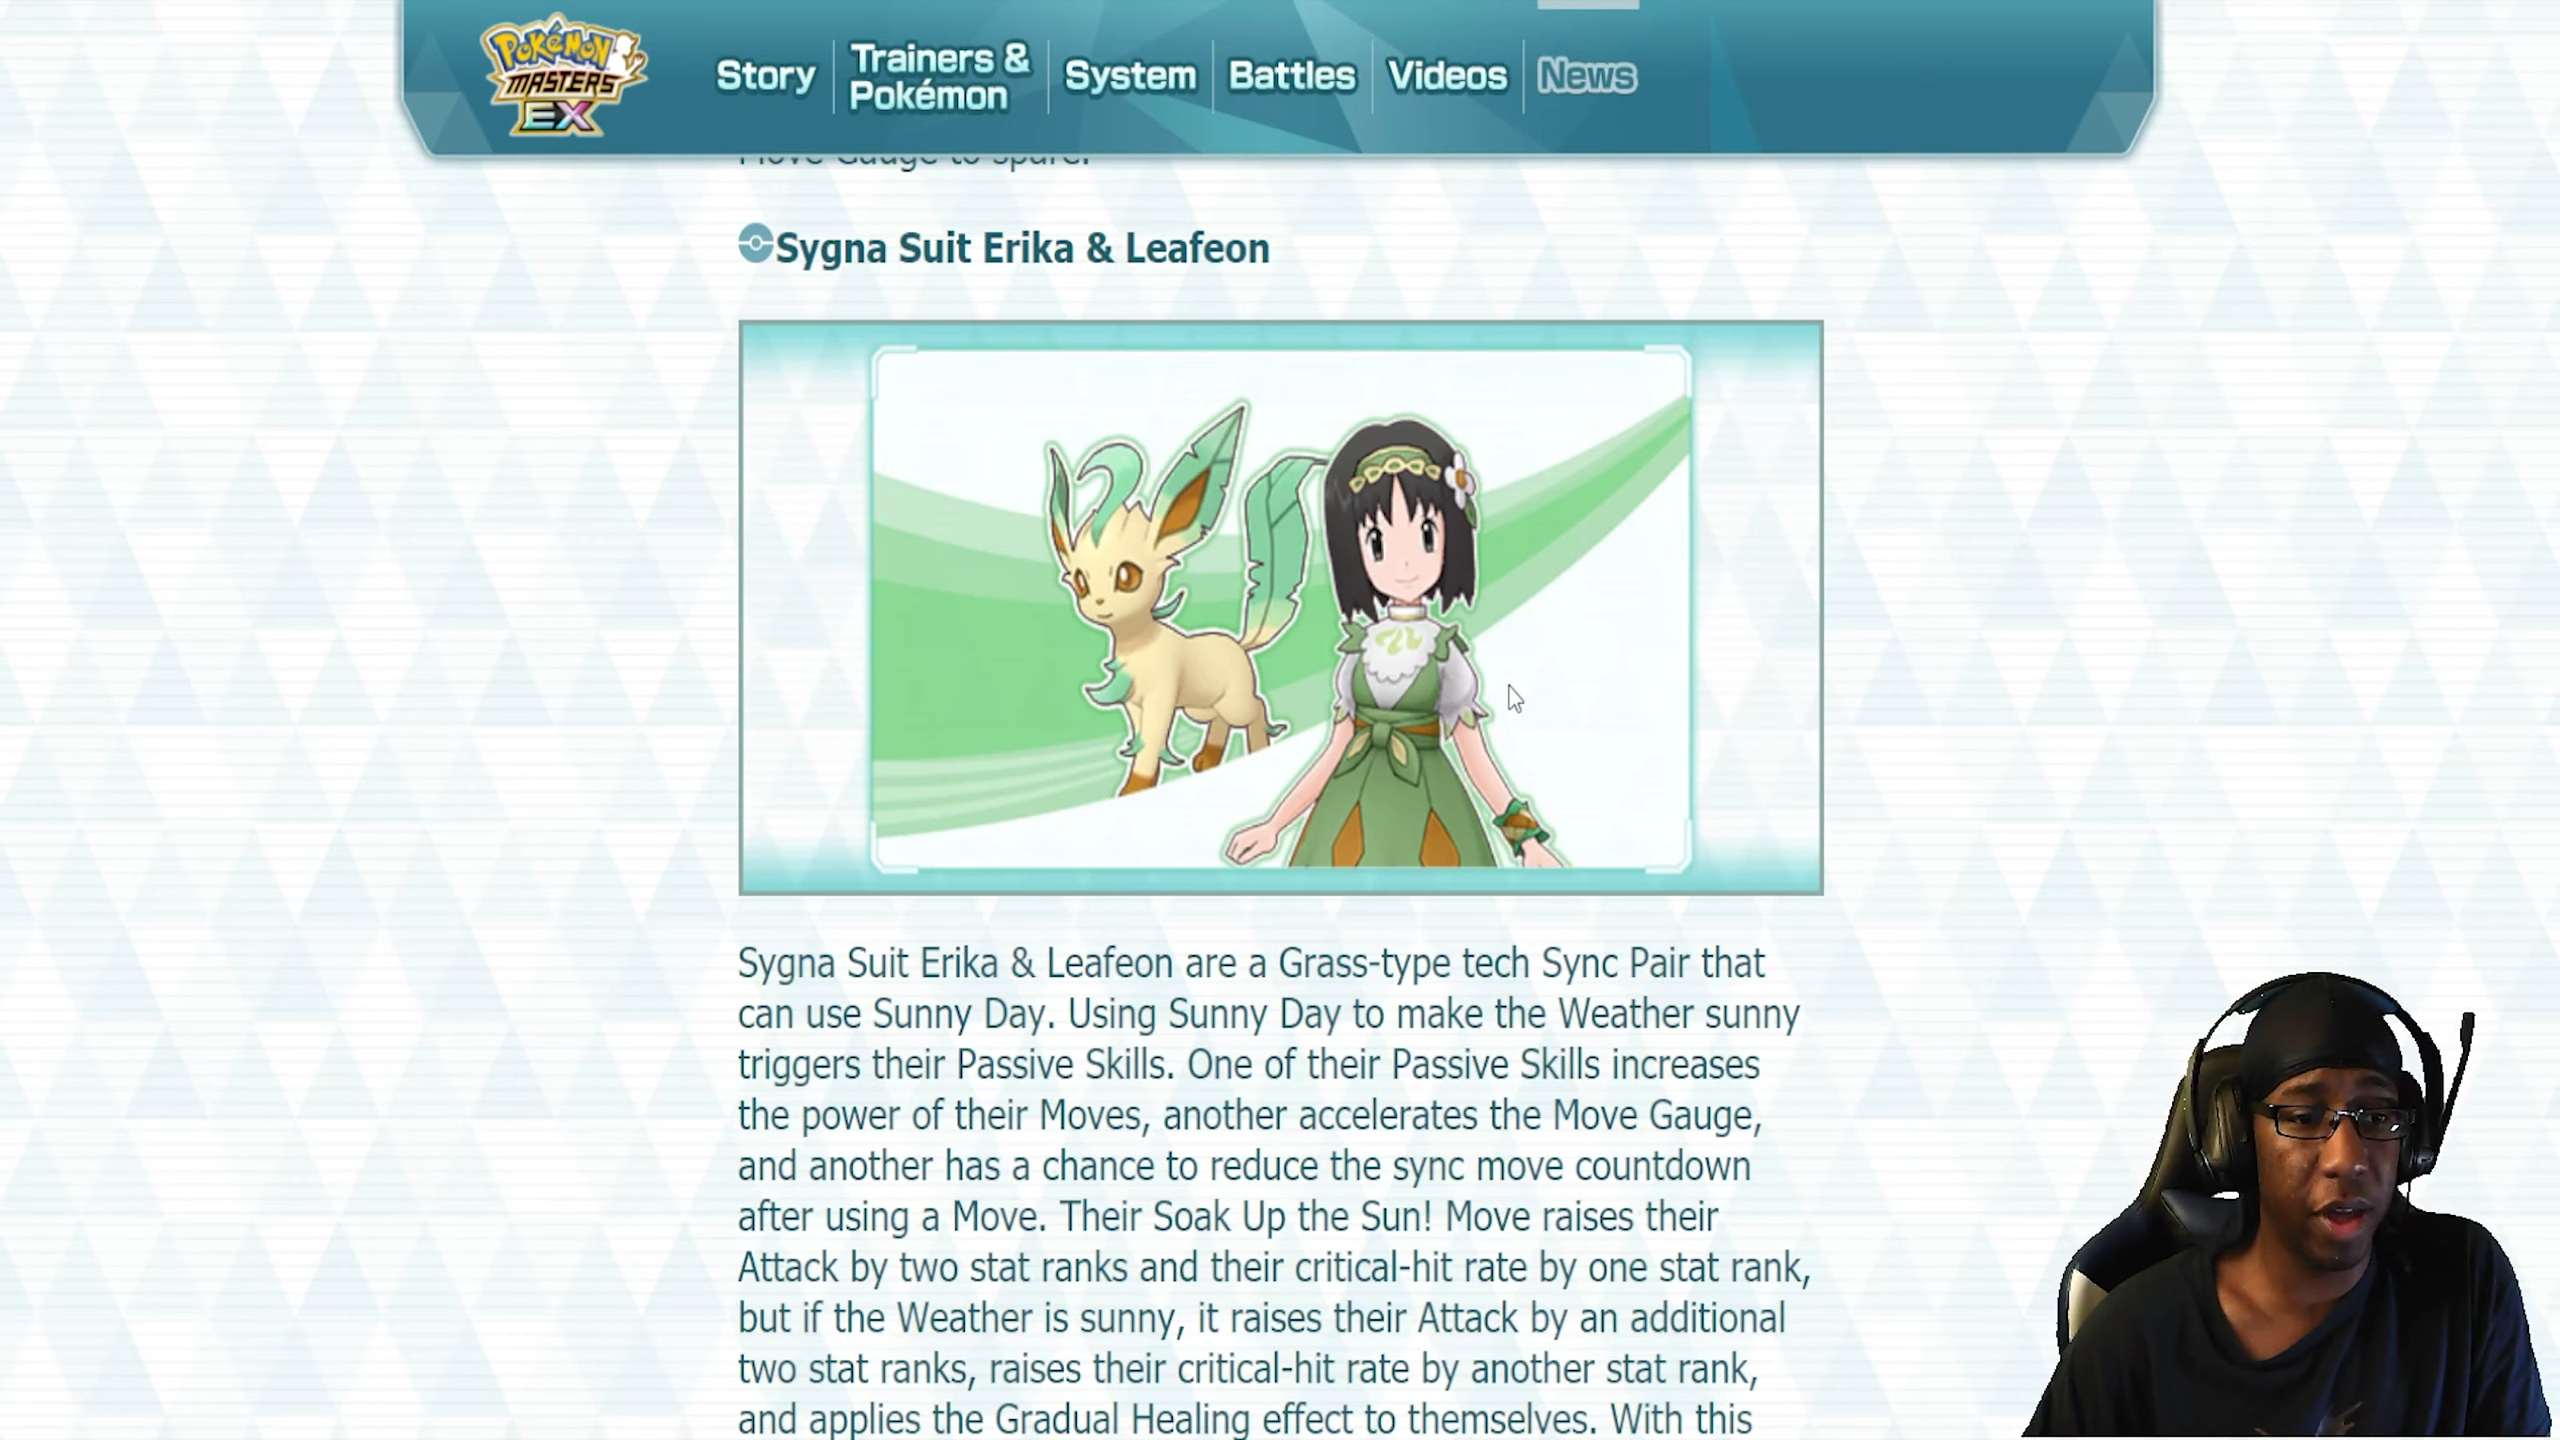 POKÉMON
MASTERS
EX
Story
Trainers &
Pokémon
System
Battles
Videos
News
Move Gauge to spare.
Sygna Suit Erika & Leafeon
Sygna Suit Erika & Leafeon are a Grass-type tech Sync Pair that
can use Sunny Day. Using Sunny Day to make the Weather sunny
triggers their Passive Skills. One of their Passive Skills increases
the power of their Moves, another accelerates the Move Gauge,
and another has a chance to reduce the sync move countdown
after using a Move. Their Soak Up the Sun! Move raises their
Attack by two stat ranks and their critical-hit rate by one stat rank,
but if the Weather is sunny, it raises their Attack by an additional
two stat ranks, raises their critical-hit rate by another stat rank,
and applies the Gradual Healing effect to themselves. With this